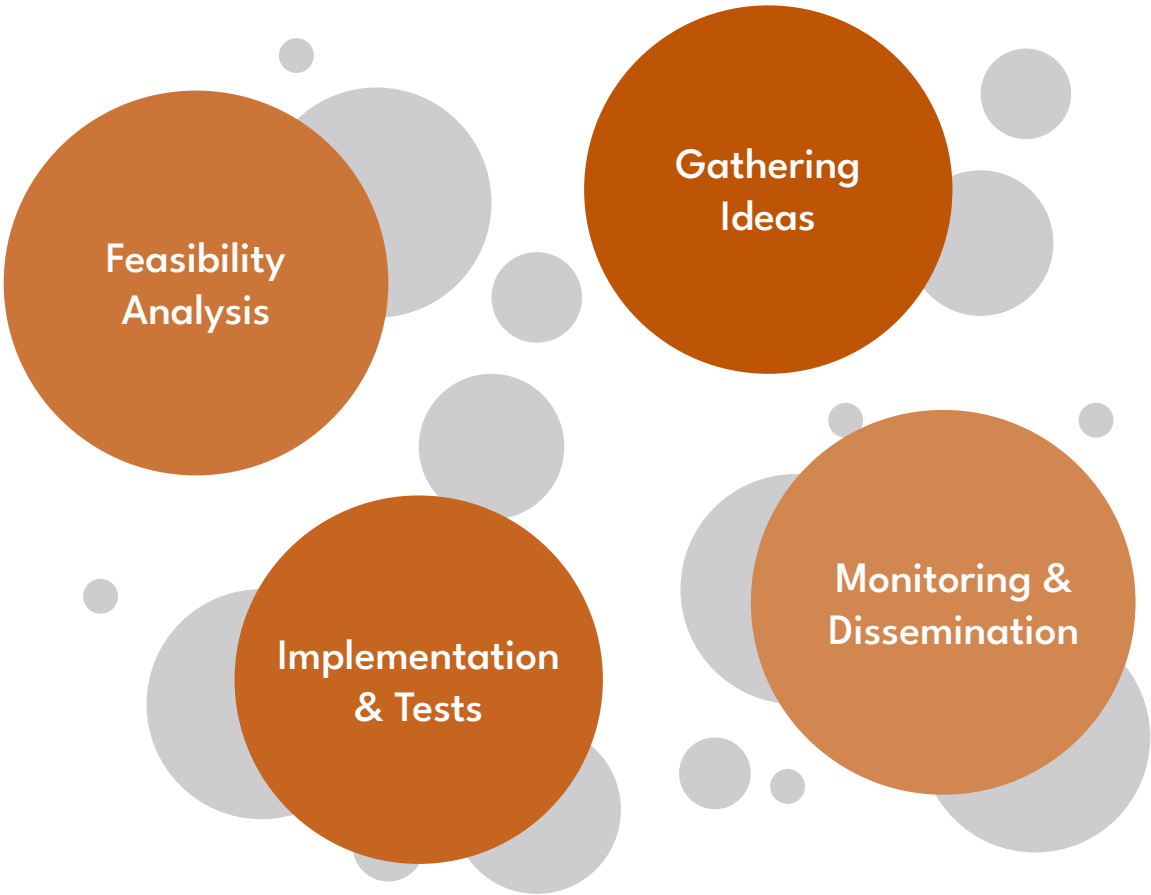 Gathering
Ideas
Feasibility
Analysis
Monitoring &
Dissemination
Implementation
& Tests